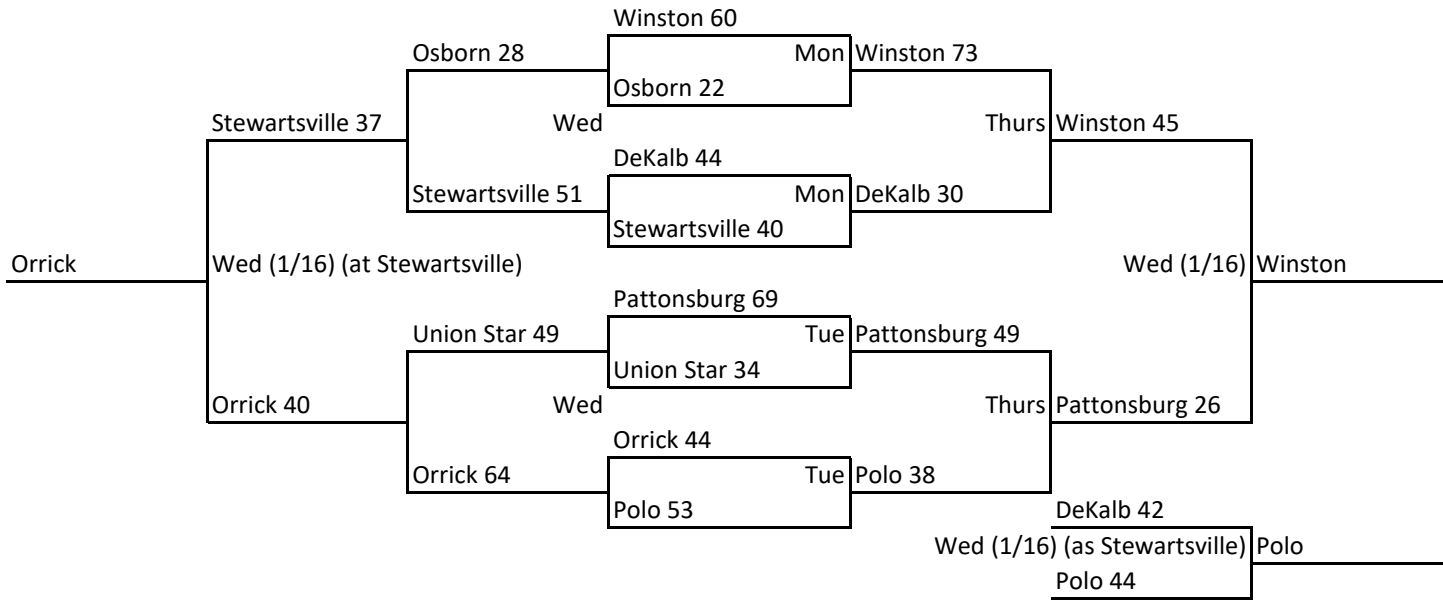 Winston 60
Osborn 28
Mon Winston 73
Osborn 22
Stewartsville 37
Wed
Thurs Winston 45
DeKalb 44
Stewartsville 51
Mon DeKalb 30
Stewartsville 40
Orrick
Wed (1/16) (at Stewartsville)
Wed (1/16) Winston
Pattonsburg 69
Union Star 49
Tue Pattonsburg 49
Union Star 34
Orrick 40
Wed
Thurs Pattonsburg 26
Orrick 44
Orrick 64
Tue Polo 38
Polo 53
DeKalb 42
Wed (1/16) (as Stewartsville) Polo
Polo 44